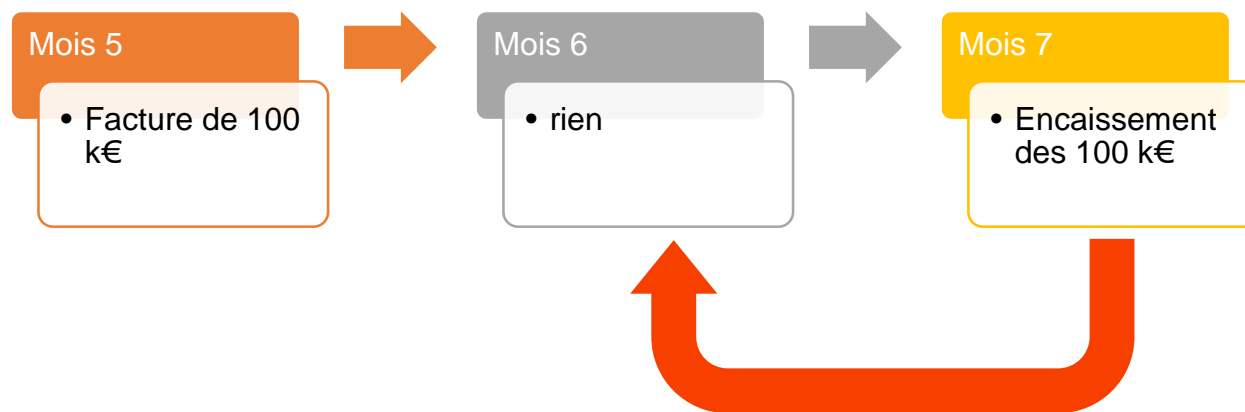 Mois 5
• Facture de 100
k€
Mois 6
• rien
Mois 7
• Encaissement
des 100 k€